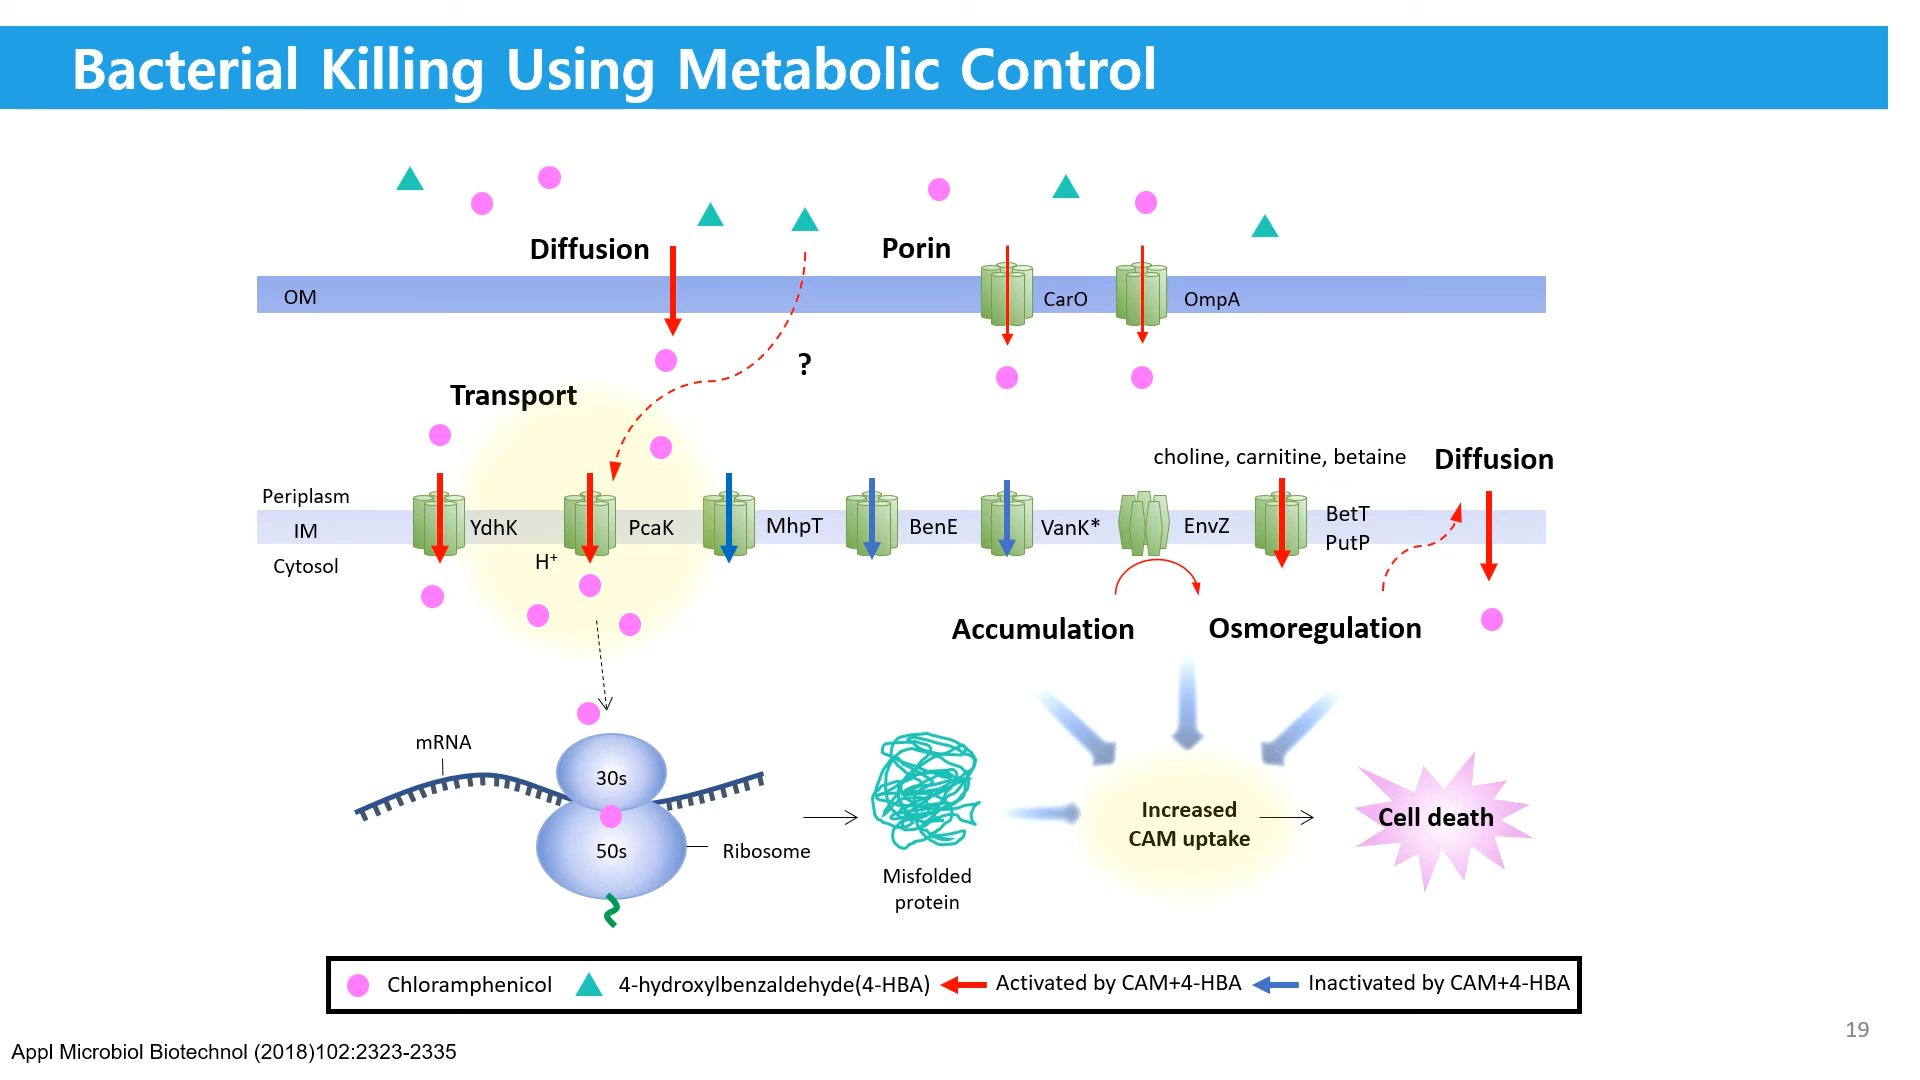 Bacterial Killing Using Metabolic Control
Diffusion
Porin
OM
CarO
OmpA
?
Transport
choline, carnitine, betaine
Diffusion
Periplasm
IM
Cytosol
YdhK
H⁺
PcaK
MhpT
BenE
VanK*
EnvZ
BetT
PutP
Accumulation
Osmoregulation
mRNA
30s
50s
Ribosome
Misfolded
protein
Increased
CAM uptake
Cell death
Chloramphenicol
4-hydroxylbenzaldehyde(4-HBA)
Activated by CAM+4-HBA
Inactivated by CAM+4-HBA
19
Appl Microbiol Biotechnol (2018)102:2323-2335